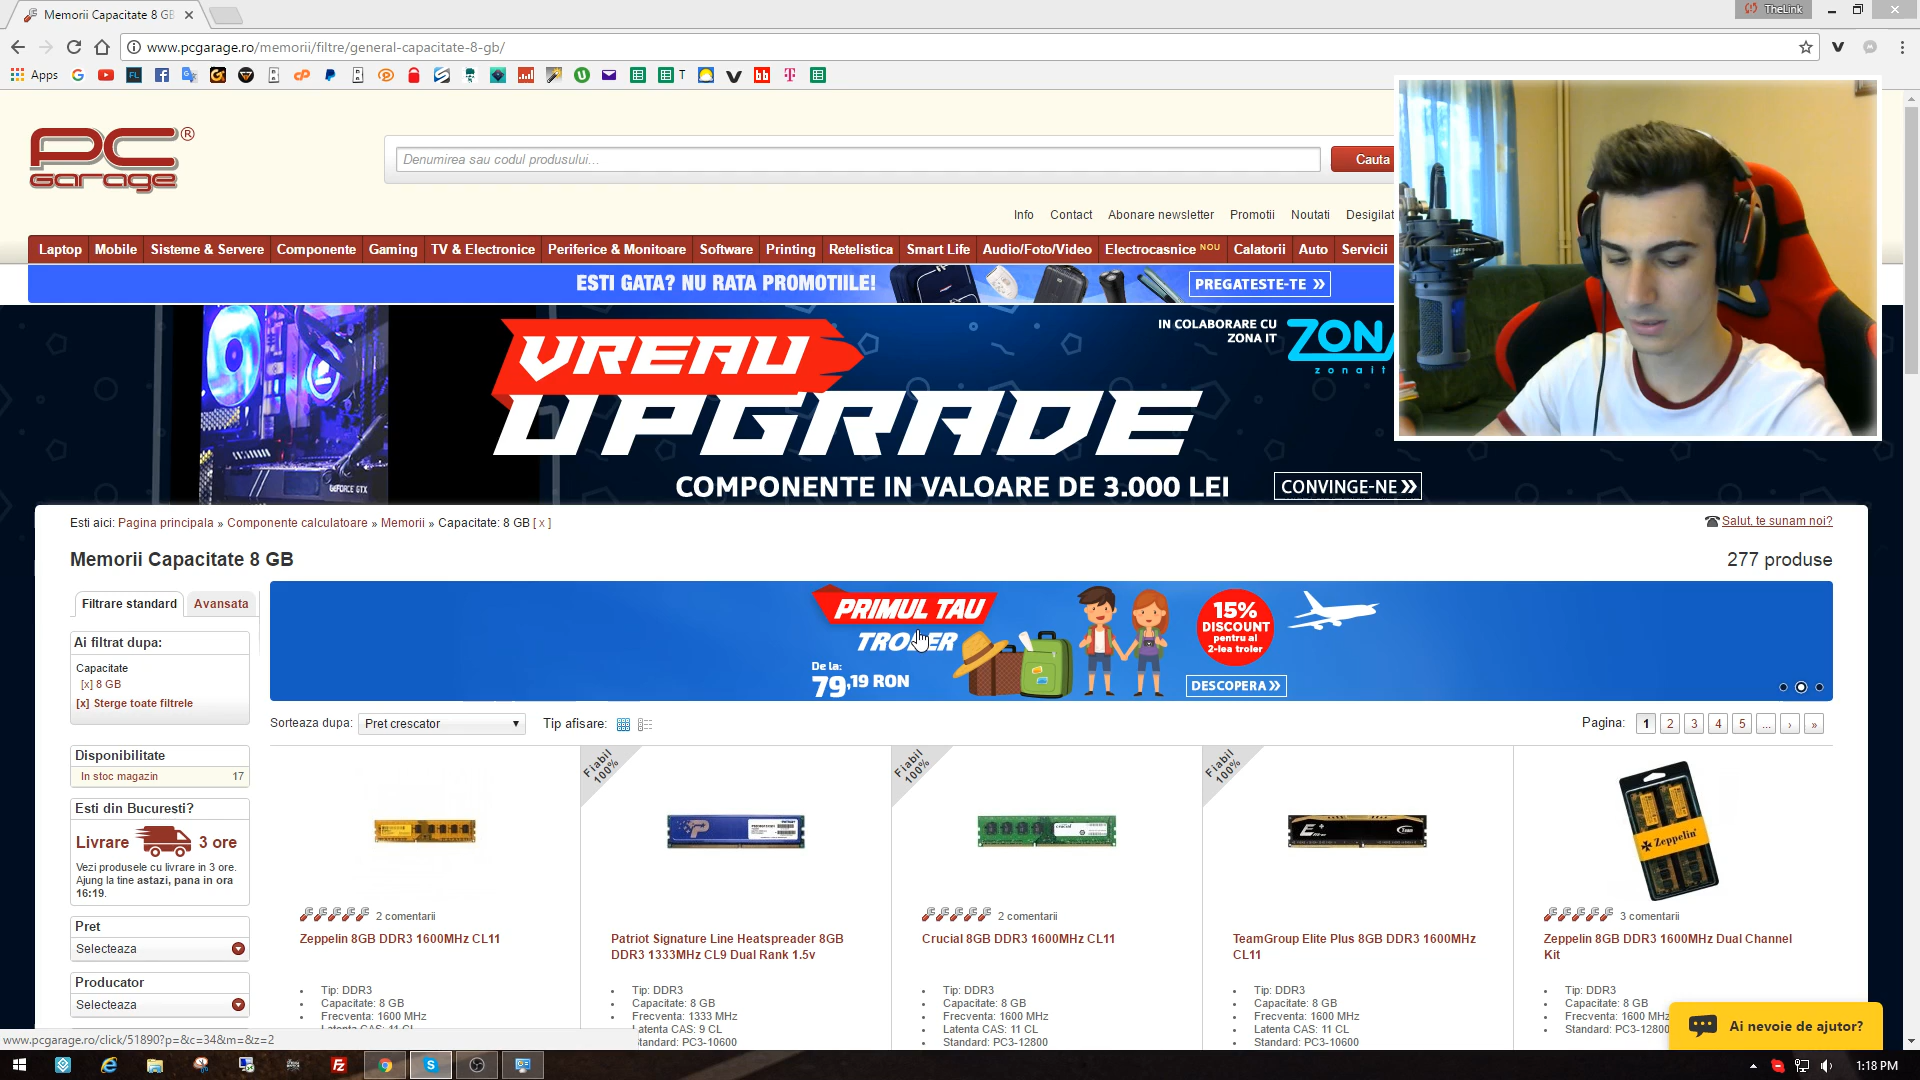 Memorii Capacitate 8 GB
TheLink
www.pcgarage.ro/memorii/filtre/general-capacitate-8-gb/
Apps
T
PC Garage ®
Denumirea sau codul produsului...
Cauta
Info Contact Abonare newsletter Promotii Noutati Desigilat
Laptop Mobile Sisteme & Servere Componente Gaming TV & Electronice Periferice & Monitoare Software Printing Retelistica Smart Life Audio/Foto/Video Electrocasnice NOU Calatorii Auto Servicii
ESTI GATA? NU RATA PROMOTIILE! PREGATESTE-TE »
IN COLABORARE CU
ZONA IT
ZONA
zonait
VREAU
UPGRADE
GEFORCE GTX
COMPONENTE IN VALOARE DE 3.000 LEI
CONVINGE-NE »
Esti aici: Pagina principala » Componente calculatoare » Memorii » Capacitate: 8 GB [ x ]
Salut, te sunam noi?
Memorii Capacitate 8 GB
277 produse
Filtrare standard
Avansata
Ai filtrat dupa:
Capacitate
[x] 8 GB
[x] Sterge toate filtrele
Disponibilitate
In stoc magazin 17
Esti din Bucuresti?
Livrare 3 ore
Vezi produsele cu livrare in 3 ore.
Ajung la tine astazi, pana in ora
16:19.
Pret
Selecteaza
Producator
Selecteaza
PRIMUL TAU
TROLER
De la:
79,19 RON
15%
DISCOUNT
pentru al
2-lea troler
DESCOPERA »
Sorteaza dupa: Pret crescator
Tip afisare:
Pagina: 1 2 3 4 5 ... › »
2 comentarii
Zeppelin 8GB DDR3 1600MHz CL11
Tip: DDR3
Capacitate: 8 GB
Frecventa: 1600 MHz
Latenta CAS: 11 CL
Fiabil
100%
Patriot Signature Line Heatspreader 8GB
DDR3 1333MHz CL9 Dual Rank 1.5v
Tip: DDR3
Capacitate: 8 GB
Frecventa: 1333 MHz
Latenta CAS: 9 CL
Standard: PC3-10600
Fiabil
100%
crucial
2 comentarii
Crucial 8GB DDR3 1600MHz CL11
Tip: DDR3
Capacitate: 8 GB
Frecventa: 1600 MHz
Latenta CAS: 11 CL
Standard: PC3-12800
Fiabil
100%
Team
TeamGroup Elite Plus 8GB DDR3 1600MHz
CL11
Tip: DDR3
Capacitate: 8 GB
Frecventa: 1600 MHz
Latenta CAS: 11 CL
Standard: PC3-10600
Zeppelin
3 comentarii
Zeppelin 8GB DDR3 1600MHz Dual Channel
Kit
Tip: DDR3
Capacitate: 8 GB
Frecventa: 1600 MHz
Standard: PC3-12800
Ai nevoie de ajutor?
www.pcgarage.ro/click/51890?p=&c=34&m=&z=2
1:18 PM